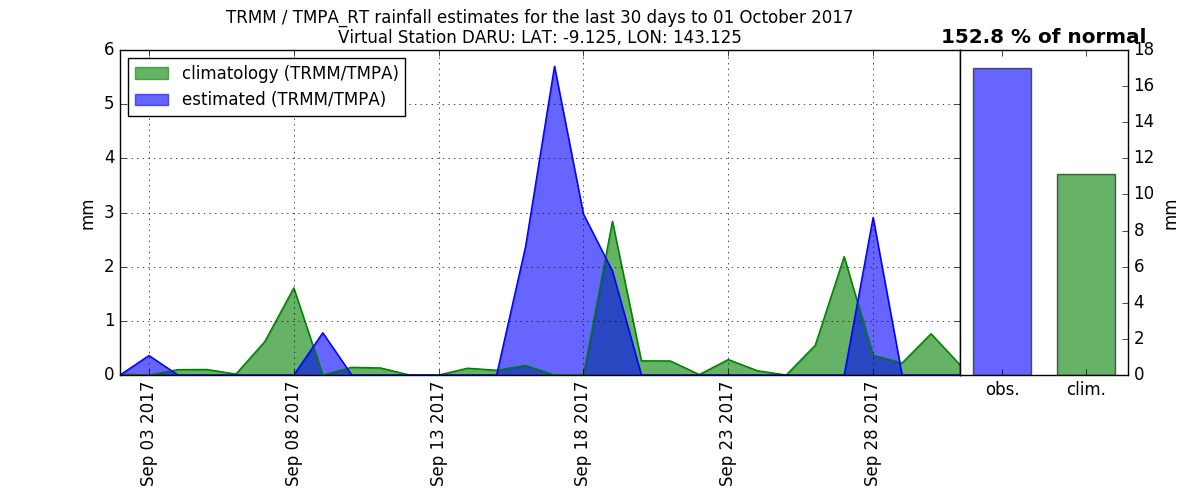 TRMM / TMPA_RT rainfall estimates for the last 30 days to 01 October 2017
Virtual Station DARU: LAT: -9.125, LON: 143.125
152.8 % of normal
climatology (TRMM/TMPA)
estimated (TRMM/TMPA)
6
5
4
3
2
1
0
mm
Sep 03 2017
Sep 08 2017
Sep 13 2017
Sep 18 2017
Sep 23 2017
Sep 28 2017
18
16
14
12
10
8
6
4
2
0
mm
obs.
clim.